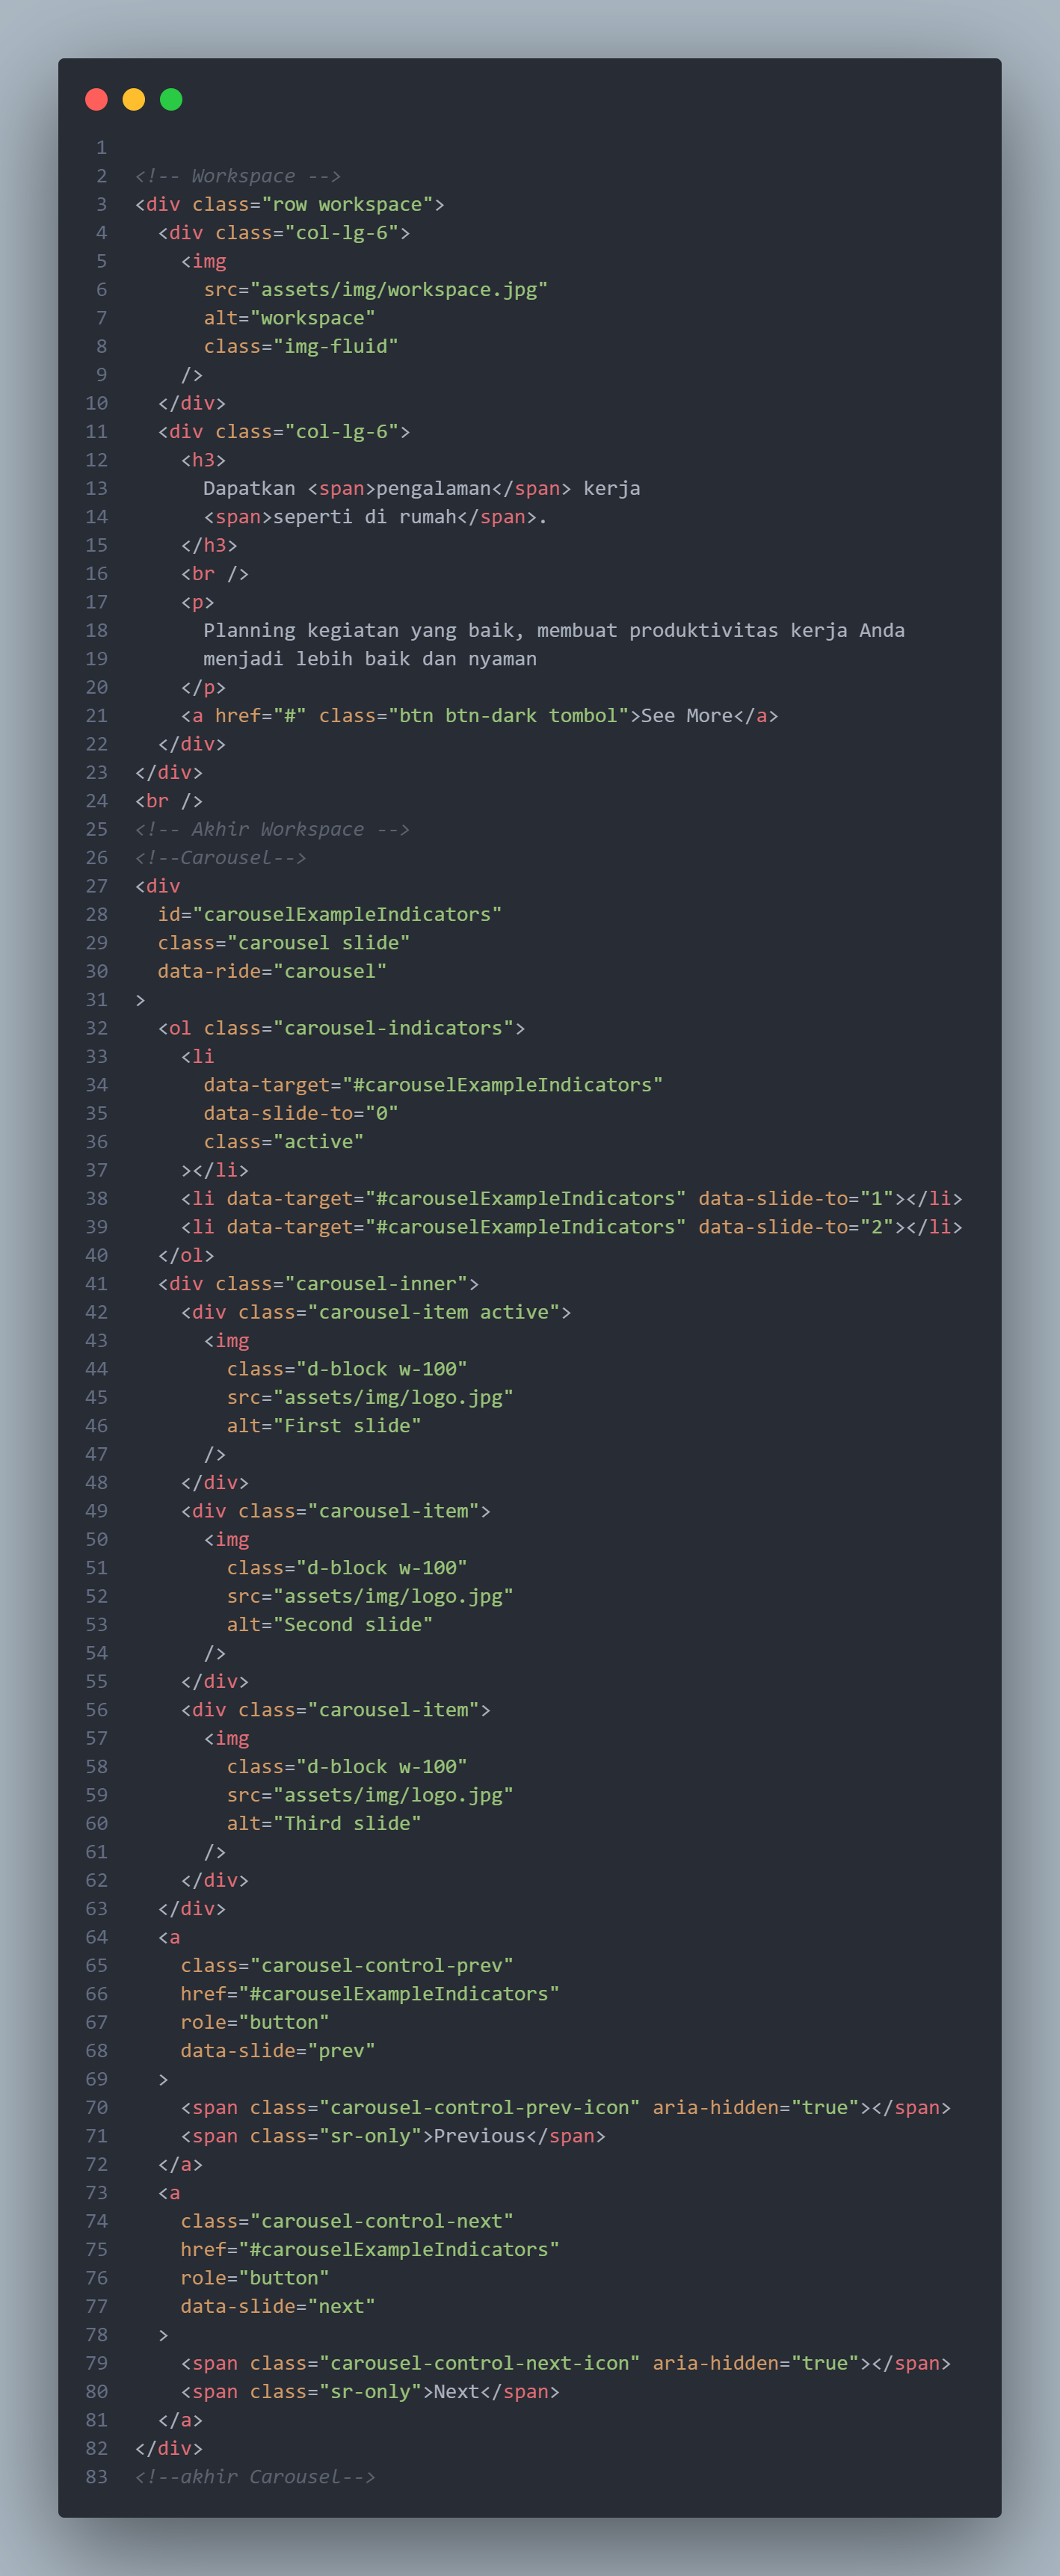 1
2 <!-- Workspace -->
3 <div class="row workspace">
4   <div class="col-lg-6">
5     <img
6       src="assets/img/workspace.jpg"
7       alt="workspace"
8       class="img-fluid"
9     />
10   </div>
11   <div class="col-lg-6">
12     <h3>
13       Dapatkan <span>pengalaman</span> kerja
14       <span>seperti di rumah</span>.
15     </h3>
16     <br />
17     <p>
18       Planning kegiatan yang baik, membuat produktivitas kerja Anda
19       menjadi lebih baik dan nyaman
20     </p>
21     <a href="#" class="btn btn-dark tombol">See More</a>
22   </div>
23 </div>
24 <br />
25 <!-- Akhir Workspace -->
26 <!--Carousel-->
27 <div
28   id="carouselExampleIndicators"
29   class="carousel slide"
30   data-ride="carousel"
31 >
32   <ol class="carousel-indicators">
33     <li
34       data-target="#carouselExampleIndicators"
35       data-slide-to="0"
36       class="active"
37     ></li>
38     <li data-target="#carouselExampleIndicators" data-slide-to="1"></li>
39     <li data-target="#carouselExampleIndicators" data-slide-to="2"></li>
40   </ol>
41   <div class="carousel-inner">
42     <div class="carousel-item active">
43       <img
44         class="d-block w-100"
45         src="assets/img/logo.jpg"
46         alt="First slide"
47       />
48     </div>
49     <div class="carousel-item">
50       <img
51         class="d-block w-100"
52         src="assets/img/logo.jpg"
53         alt="Second slide"
54       />
55     </div>
56     <div class="carousel-item">
57       <img
58         class="d-block w-100"
59         src="assets/img/logo.jpg"
60         alt="Third slide"
61       />
62     </div>
63   </div>
64   <a
65     class="carousel-control-prev"
66     href="#carouselExampleIndicators"
67     role="button"
68     data-slide="prev"
69   >
70     <span class="carousel-control-prev-icon" aria-hidden="true"></span>
71     <span class="sr-only">Previous</span>
72   </a>
73   <a
74     class="carousel-control-next"
75     href="#carouselExampleIndicators"
76     role="button"
77     data-slide="next"
78   >
79     <span class="carousel-control-next-icon" aria-hidden="true"></span>
80     <span class="sr-only">Next</span>
81   </a>
82 </div>
83 <!--akhir Carousel-->